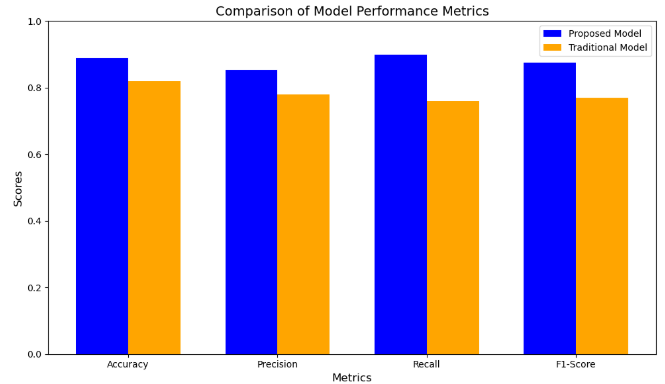 Comparison of Model Performance Metrics
Proposed Model
Traditional Model
Scores
1.0
0.8
0.6
0.4
0.2
0.0
Accuracy
Precision
Recall
F1-Score
Metrics